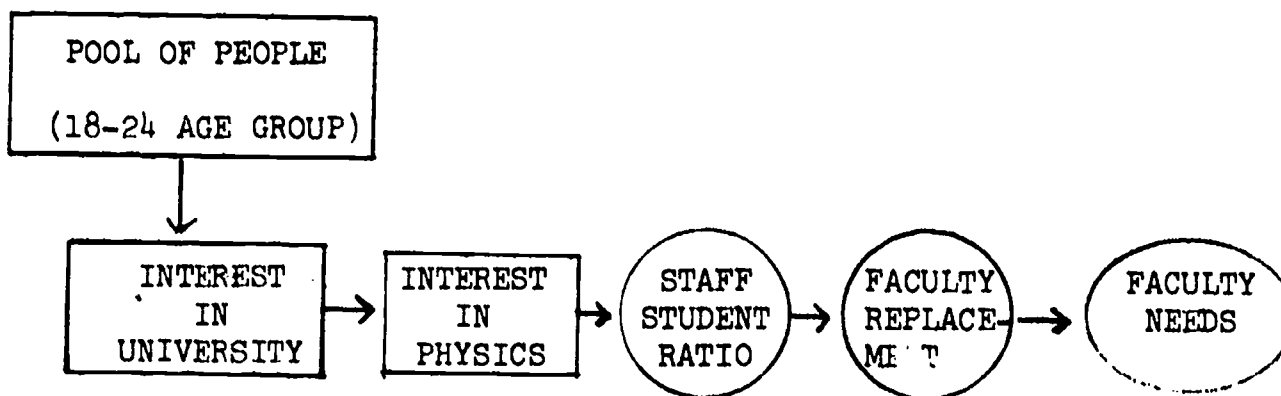 POOL OF PEOPLE
(18-24 AGE GROUP)
INTEREST
IN
UNIVERSITY
INTEREST
IN
PHYSICS
STAFF
STUDENT
RATIO
FACULTY
REPLACE-
FACULTY
NEEDS